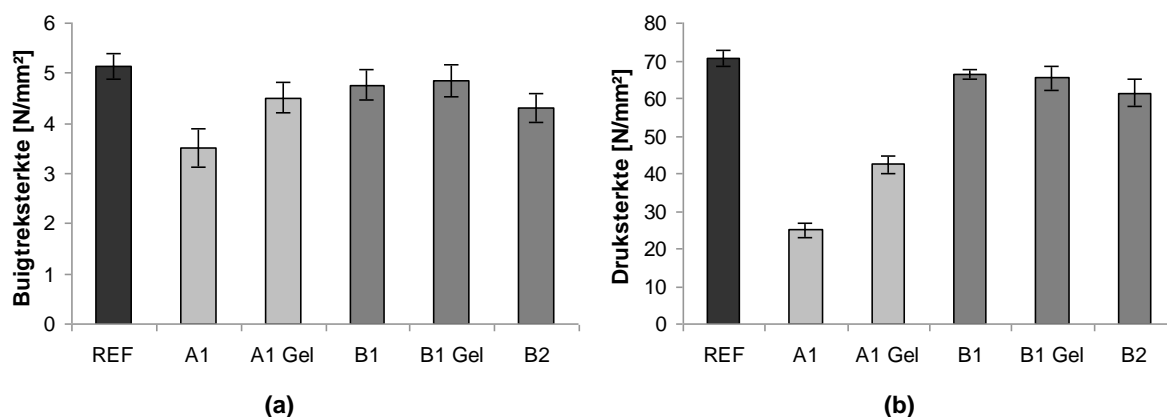 Buigtreksterkte [N/mm²]
6
5
4
3
2
1
0
REF A1 A1 Gel B1 B1 Gel B2
(a)
Druksterkte [N/mm²]
80
70
60
50
40
30
20
10
0
REF A1 A1 Gel B1 B1 Gel B2
(b)